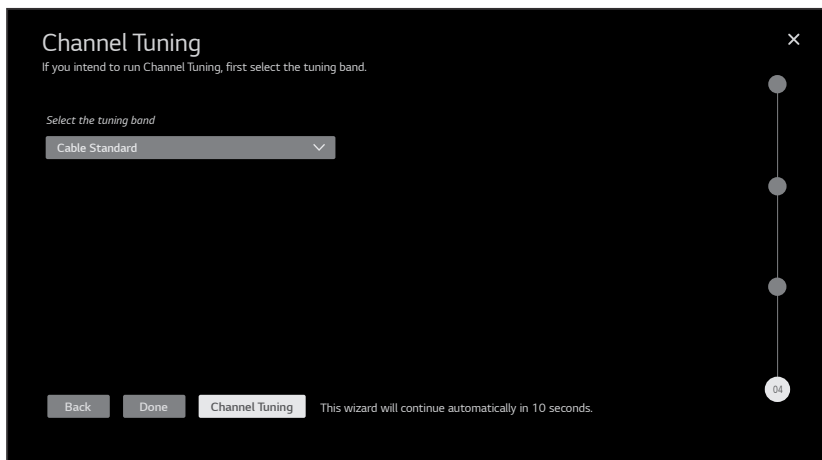 Channel Tuning
If you intend to run Channel Tuning, first select the tuning band.
Select the tuning band
Cable Standard
04
Back
Done
Channel Tuning
This wizard will continue automatically in 10 seconds.